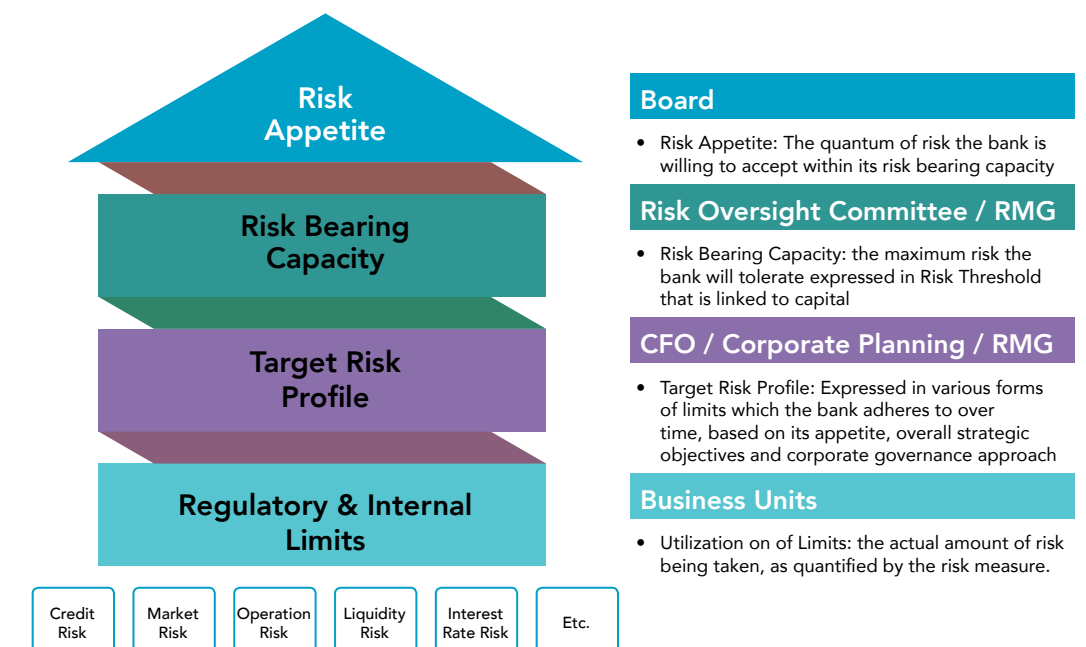 Risk
Appetite
Risk Bearing
Capacity
Target Risk
Profile
Regulatory & Internal
Limits
Credit
Risk
Market
Risk
Operation
Risk
Liquidity
Risk
Interest
Rate Risk
Etc.
Board
• Risk Appetite: The quantum of risk the bank is
willing to accept within its risk bearing capacity
Risk Oversight Committee / RMG
• Risk Bearing Capacity: the maximum risk the
bank will tolerate expressed in Risk Threshold
that is linked to capital
CFO / Corporate Planning / RMG
• Target Risk Profile: Expressed in various forms
of limits which the bank adheres to over
time, based on its appetite, overall strategic
objectives and corporate governance approach
Business Units
• Utilization on of Limits: the actual amount of risk
being taken, as quantified by the risk measure.